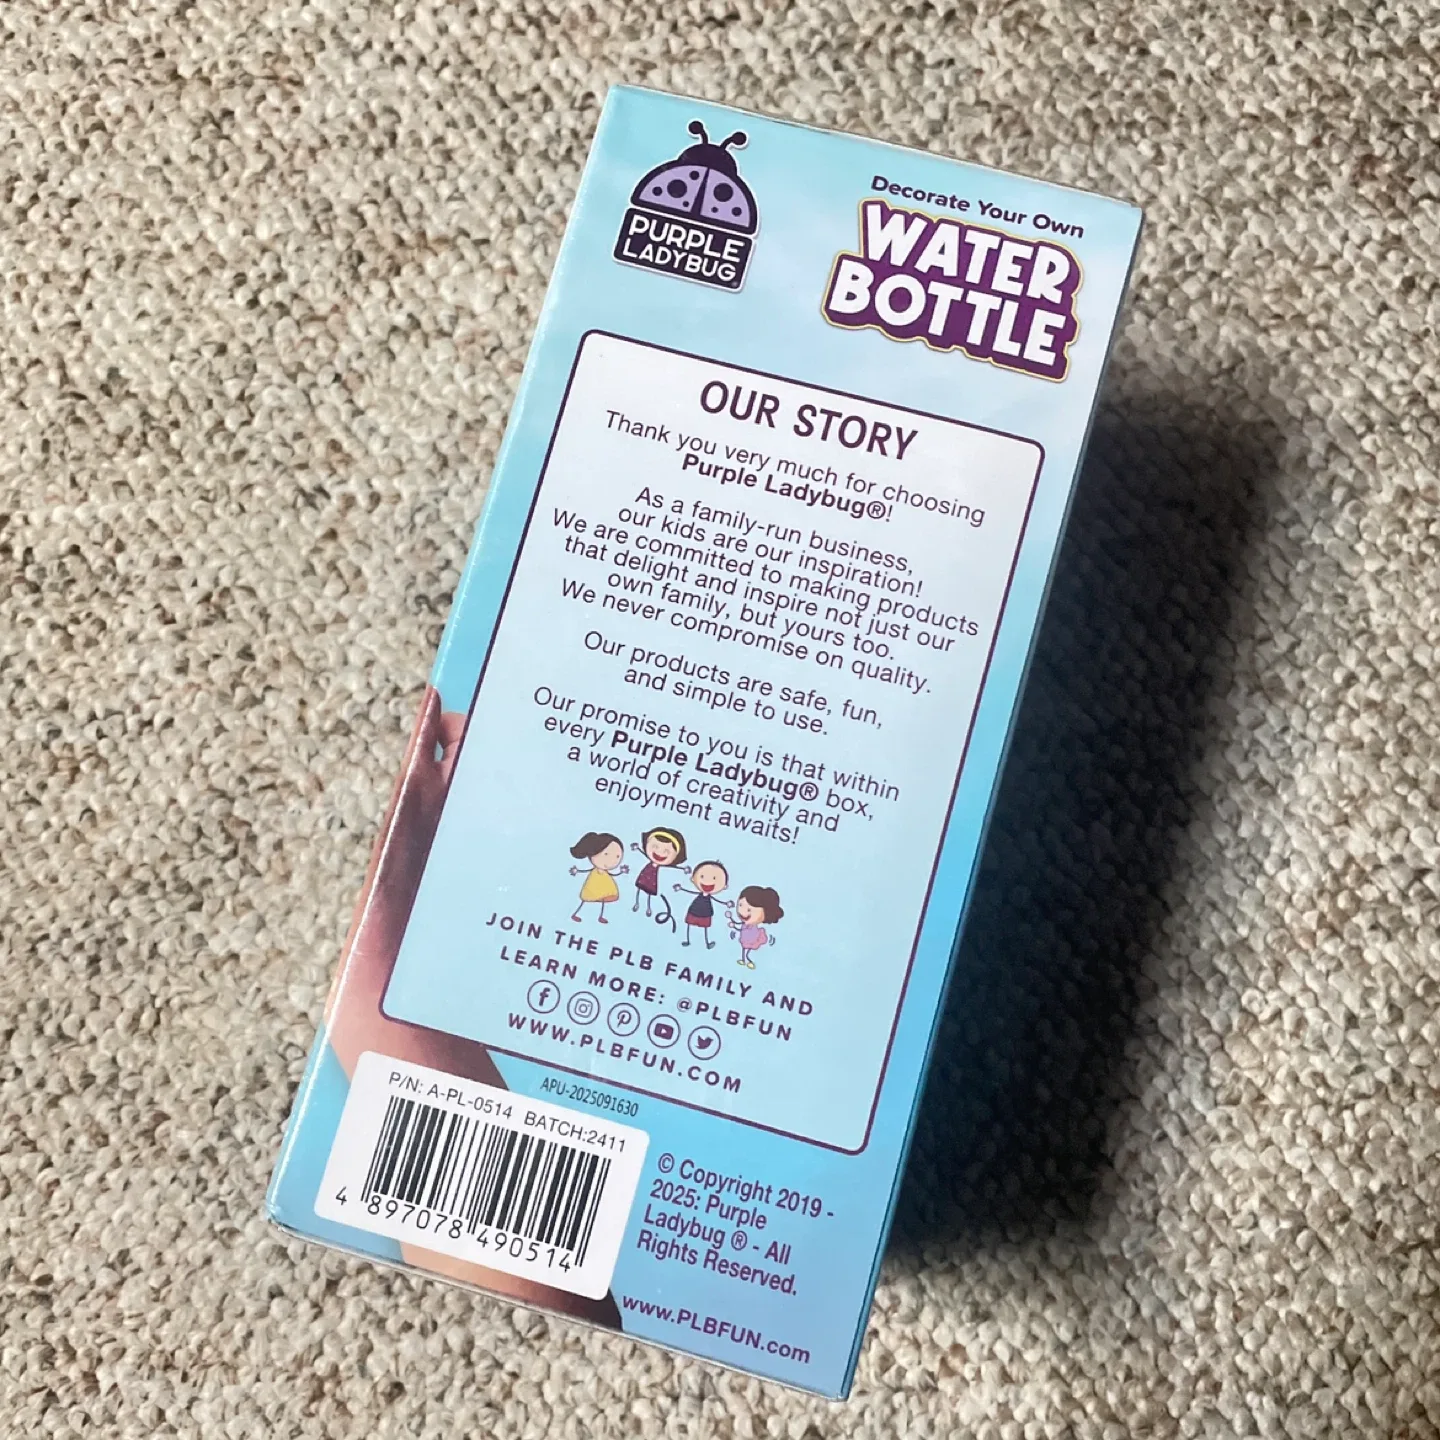 PURPLE
LADYBUG®
Decorate Your Own
WATER
BOTTLE
OUR STORY
Thank you very much for choosing
Purple Ladybug®!
As a family-run business,
our kids are our inspiration!
We are committed to making products
that delight and inspire not just our
own family, but yours too.
We never compromise on quality.
Our products are safe, fun,
and simple to use.
Our promise to you is that within
every Purple Ladybug® box,
a world of creativity and
enjoyment awaits!
JOIN THE PLB FAMILY AND
LEARN MORE: @PLBFUN
WWW.PLBFUN.COM
APU-2025091630
P/N: A-PL-0514 BATCH:2411
4 897078 490514
© Copyright 2019 -
2025: Purple
Ladybug ® - All
Rights Reserved.
www.PLBFUN.com